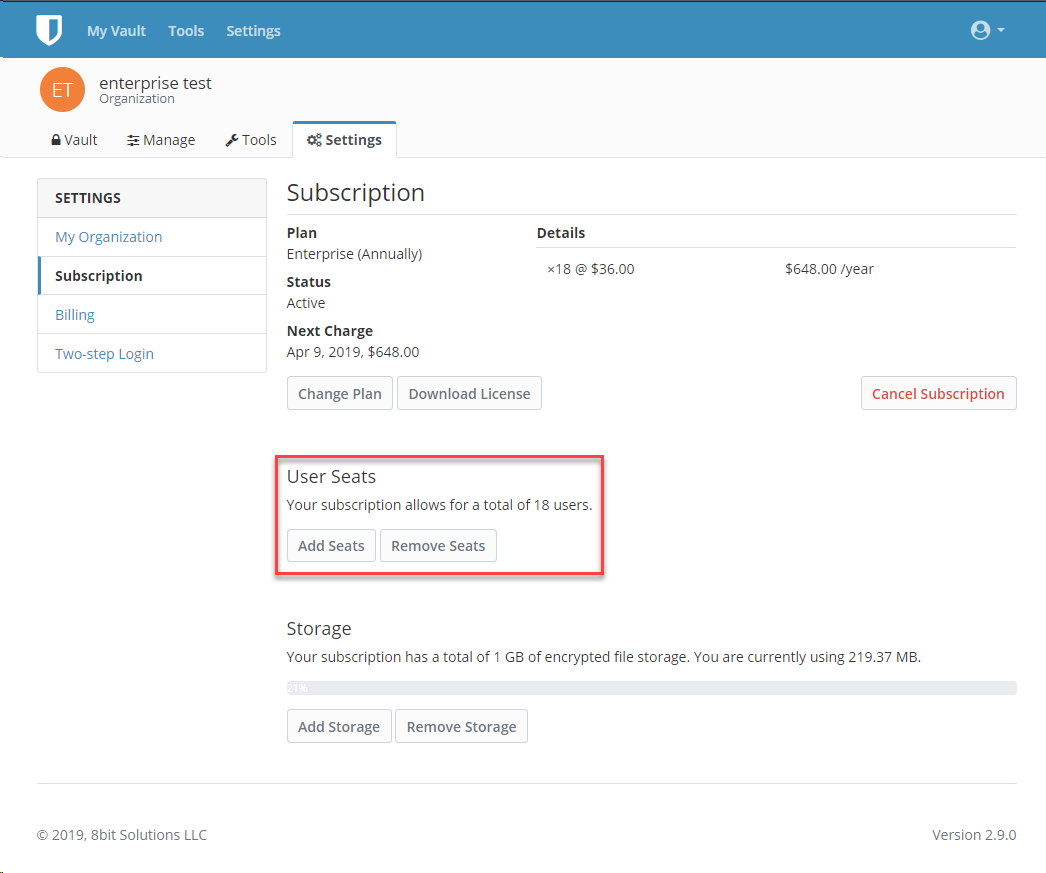 My Vault Tools Settings
ET
enterprise test
Organization
Vault Manage Tools Settings
SETTINGS
My Organization
Subscription
Billing
Two-step Login
Subscription
Plan
Enterprise (Annually)
Status
Active
Next Charge
Apr 9, 2019, $648.00
Details
×18 @ $36.00 $648.00 /year
Change Plan Download License Cancel Subscription
User Seats
Your subscription allows for a total of 18 users.
Add Seats Remove Seats
Storage
Your subscription has a total of 1 GB of encrypted file storage. You are currently using 219.37 MB.
21%
Add Storage Remove Storage
© 2019, 8bit Solutions LLC Version 2.9.0